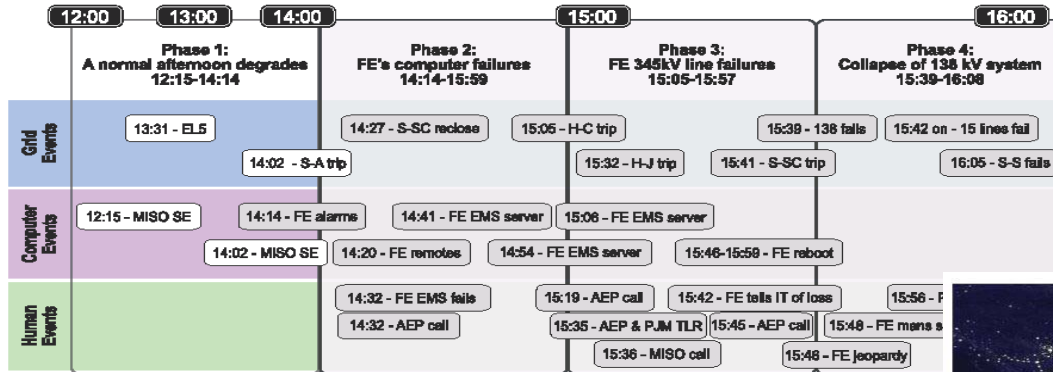 12:00
13:00
14:00
15:00
16:00
Phase 1:
A normal afternoon degrades
12:15-14:14
Phase 2:
FE's computer failures
14:14-15:59
Phase 3:
FE 345kV line failures
15:05-15:57
Phase 4:
Collapse of 138 kV system
15:39-16:08
Grid
Events
13:31 - EL5
14:27 - S-SC reclose
15:05 - H-C trip
15:39 - 138 fails
15:42 on - 15 lines fail
14:02 - S-A trip
15:32 - H-J trip
15:41 - S-SC trip
16:05 - S-S fails
Computer
Events
12:15 - MISO SE
14:14 - FE alarms
14:41 - FE EMS server
15:06 - FE EMS server
14:02 - MISO SE
14:20 - FE remotes
14:54 - FE EMS server
15:46-15:59 - FE reboot
Human
Events
14:32 - FE EMS fails
15:19 - AEP call
15:42 - FE tells IT of loss
15:56 - F
14:32 - AEP call
15:35 - AEP & PJM TLR
15:45 - AEP call
15:48 - FE mans s
15:36 - MISO call
15:48 - FE jeopardy